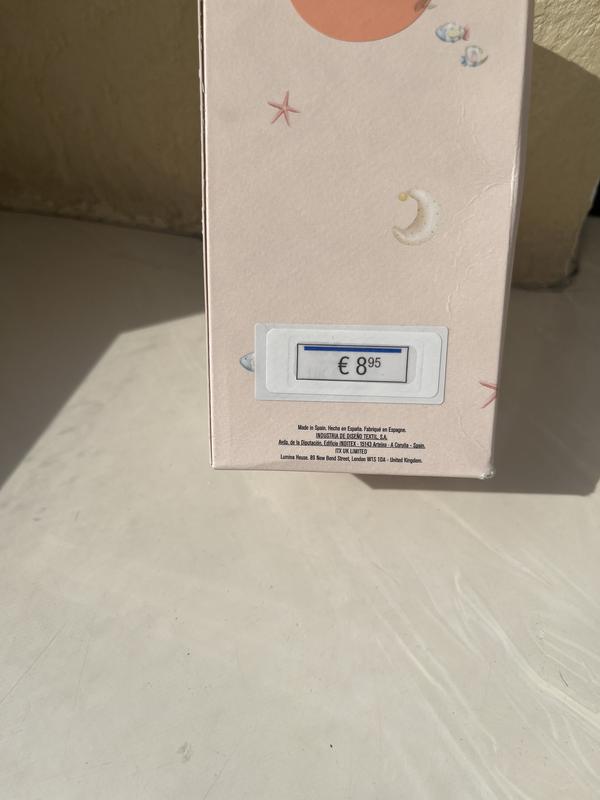 € 895
Made in Spain. Hecho en España. Fabriqué en Espagne.
INDUSTRIA DE DISEÑO TEXTIL, S.A.
Avda. de la Diputación, Edificio INDITEX - 15143 Arteixo - A Coruña - Spain.
ITX UK LIMITED
Lumina House, 89 New Bond Street, London W1S 1DA - United Kingdom.